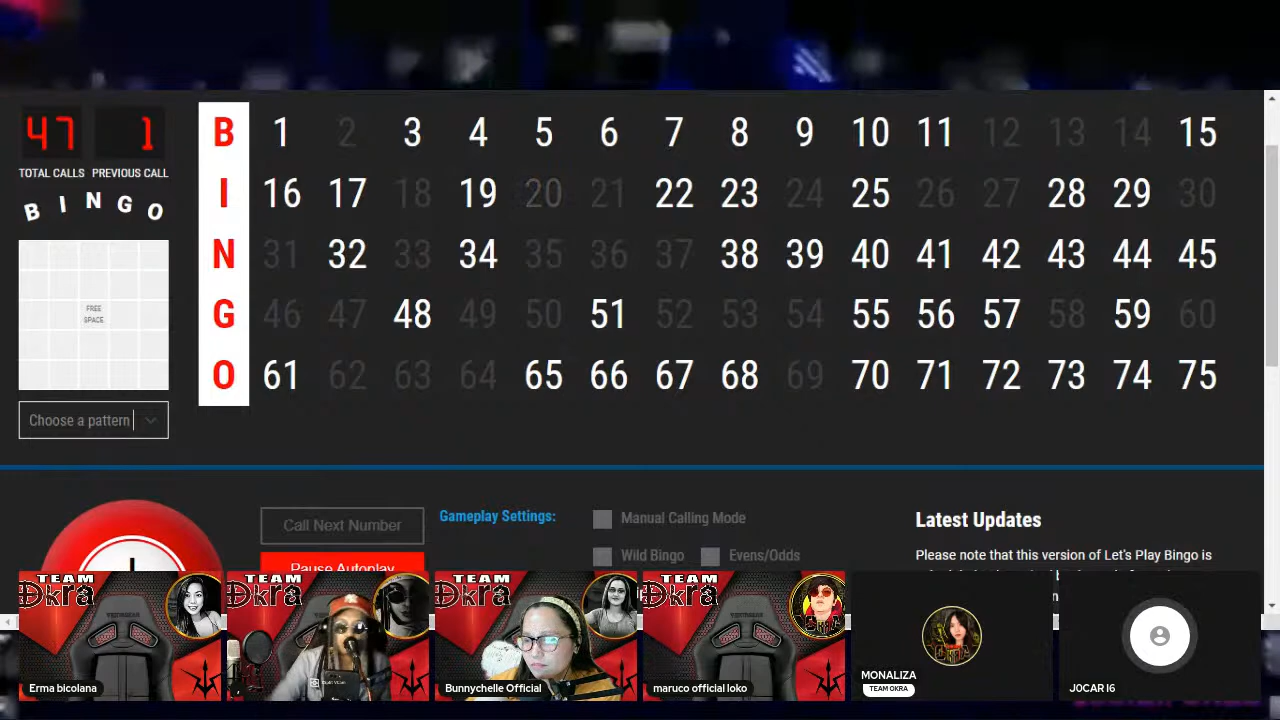 47 1
TOTAL CALLS PREVIOUS CALL
B I N G O
FREE
SPACE
Choose a pattern
B 1 2 3 4 5 6 7 8 9 10 11 12 13 14 15
I 16 17 18 19 20 21 22 23 24 25 26 27 28 29 30
N 31 32 33 34 35 36 37 38 39 40 41 42 43 44 45
G 46 47 48 49 50 51 52 53 54 55 56 57 58 59 60
O 61 62 63 64 65 66 67 68 69 70 71 72 73 74 75
Call Next Number
Pause Autoplay
Gameplay Settings:
Manual Calling Mode
Wild Bingo Evens/Odds
Latest Updates
Please note that this version of Let's Play Bingo is
TEAM
Okra
Erma bicolana
TEAM
Okra
,
TEAM
Okra
Bunnychelle Official
TEAM
Okra
maruco official loko
MONALIZA
TEAM OKRA
JOCAR I6